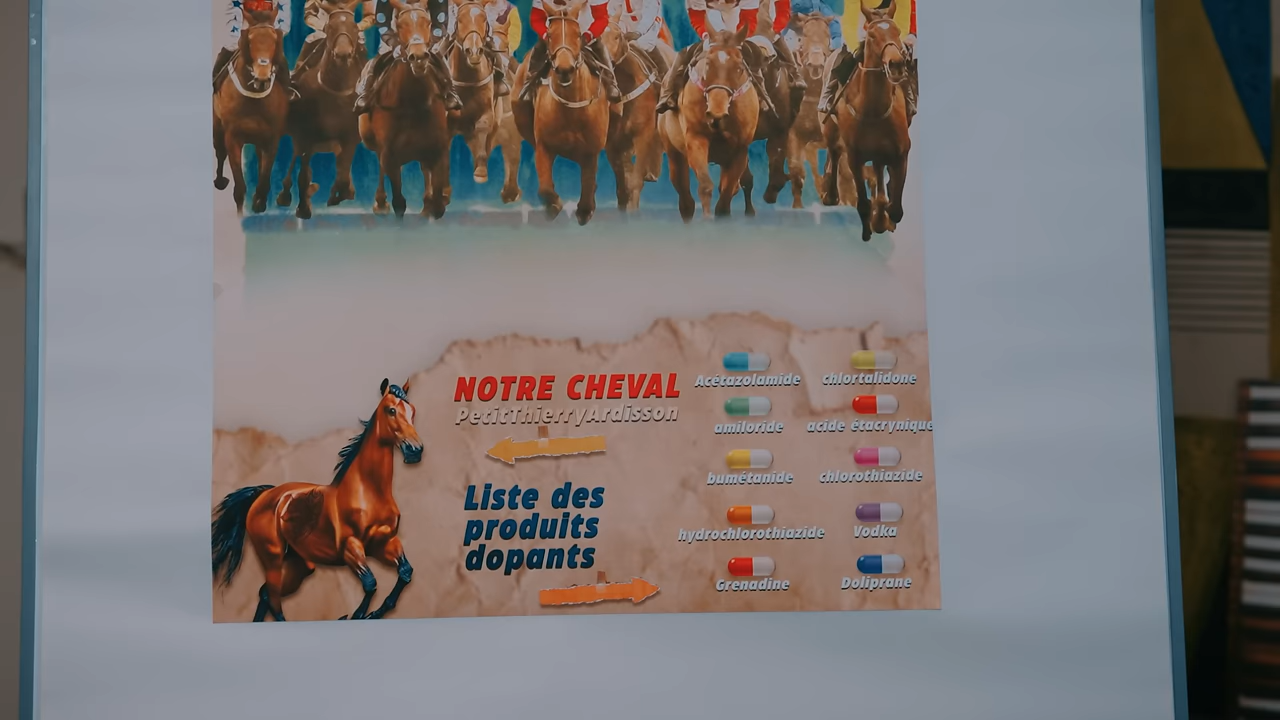 NOTRE CHEVAL
PetitThierryArdisson
Liste des
produits
dopants
Acétazolamide
chlortalidone
amiloride
acide étacrynique
bumétanide
chlorothiazide
hydrochlorothiazide
Vodka
Grenadine
Doliprane